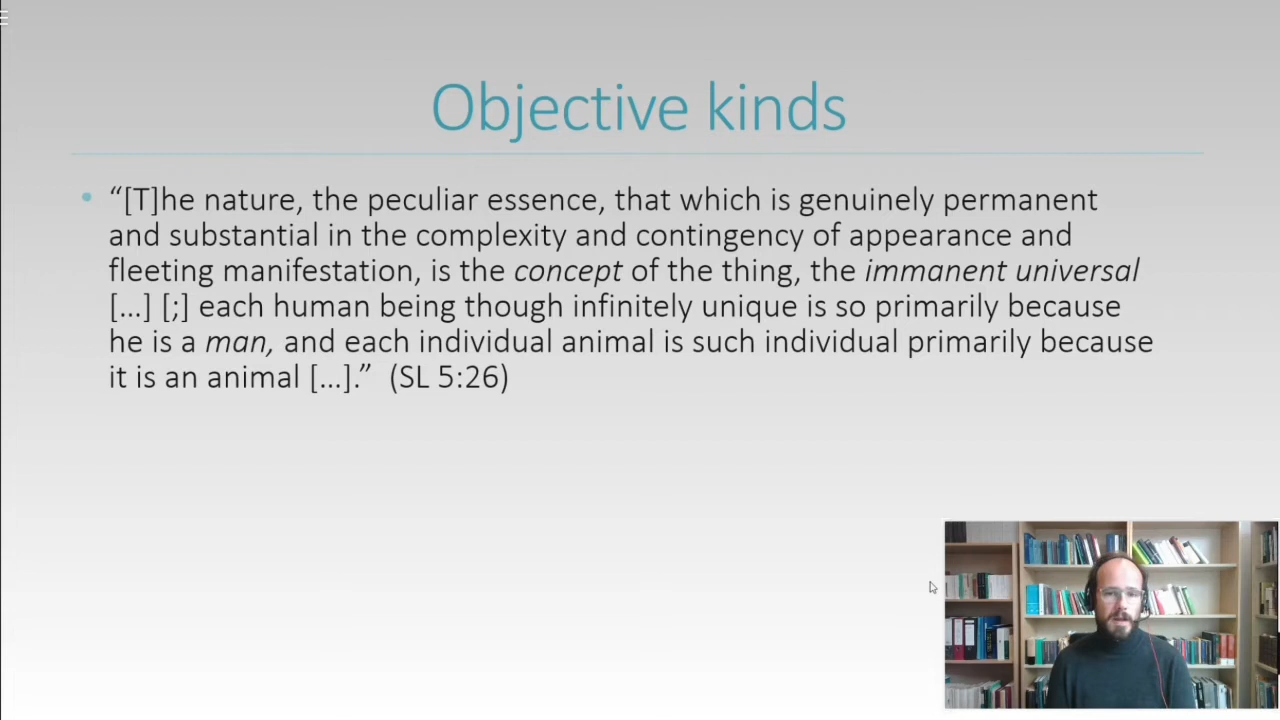 Objective kinds
• “[T]he nature, the peculiar essence, that which is genuinely permanent
and substantial in the complexity and contingency of appearance and
fleeting manifestation, is the concept of the thing, the immanent universal
[…] [;] each human being though infinitely unique is so primarily because
he is a man, and each individual animal is such individual primarily because
it is an animal […].” (SL 5:26)